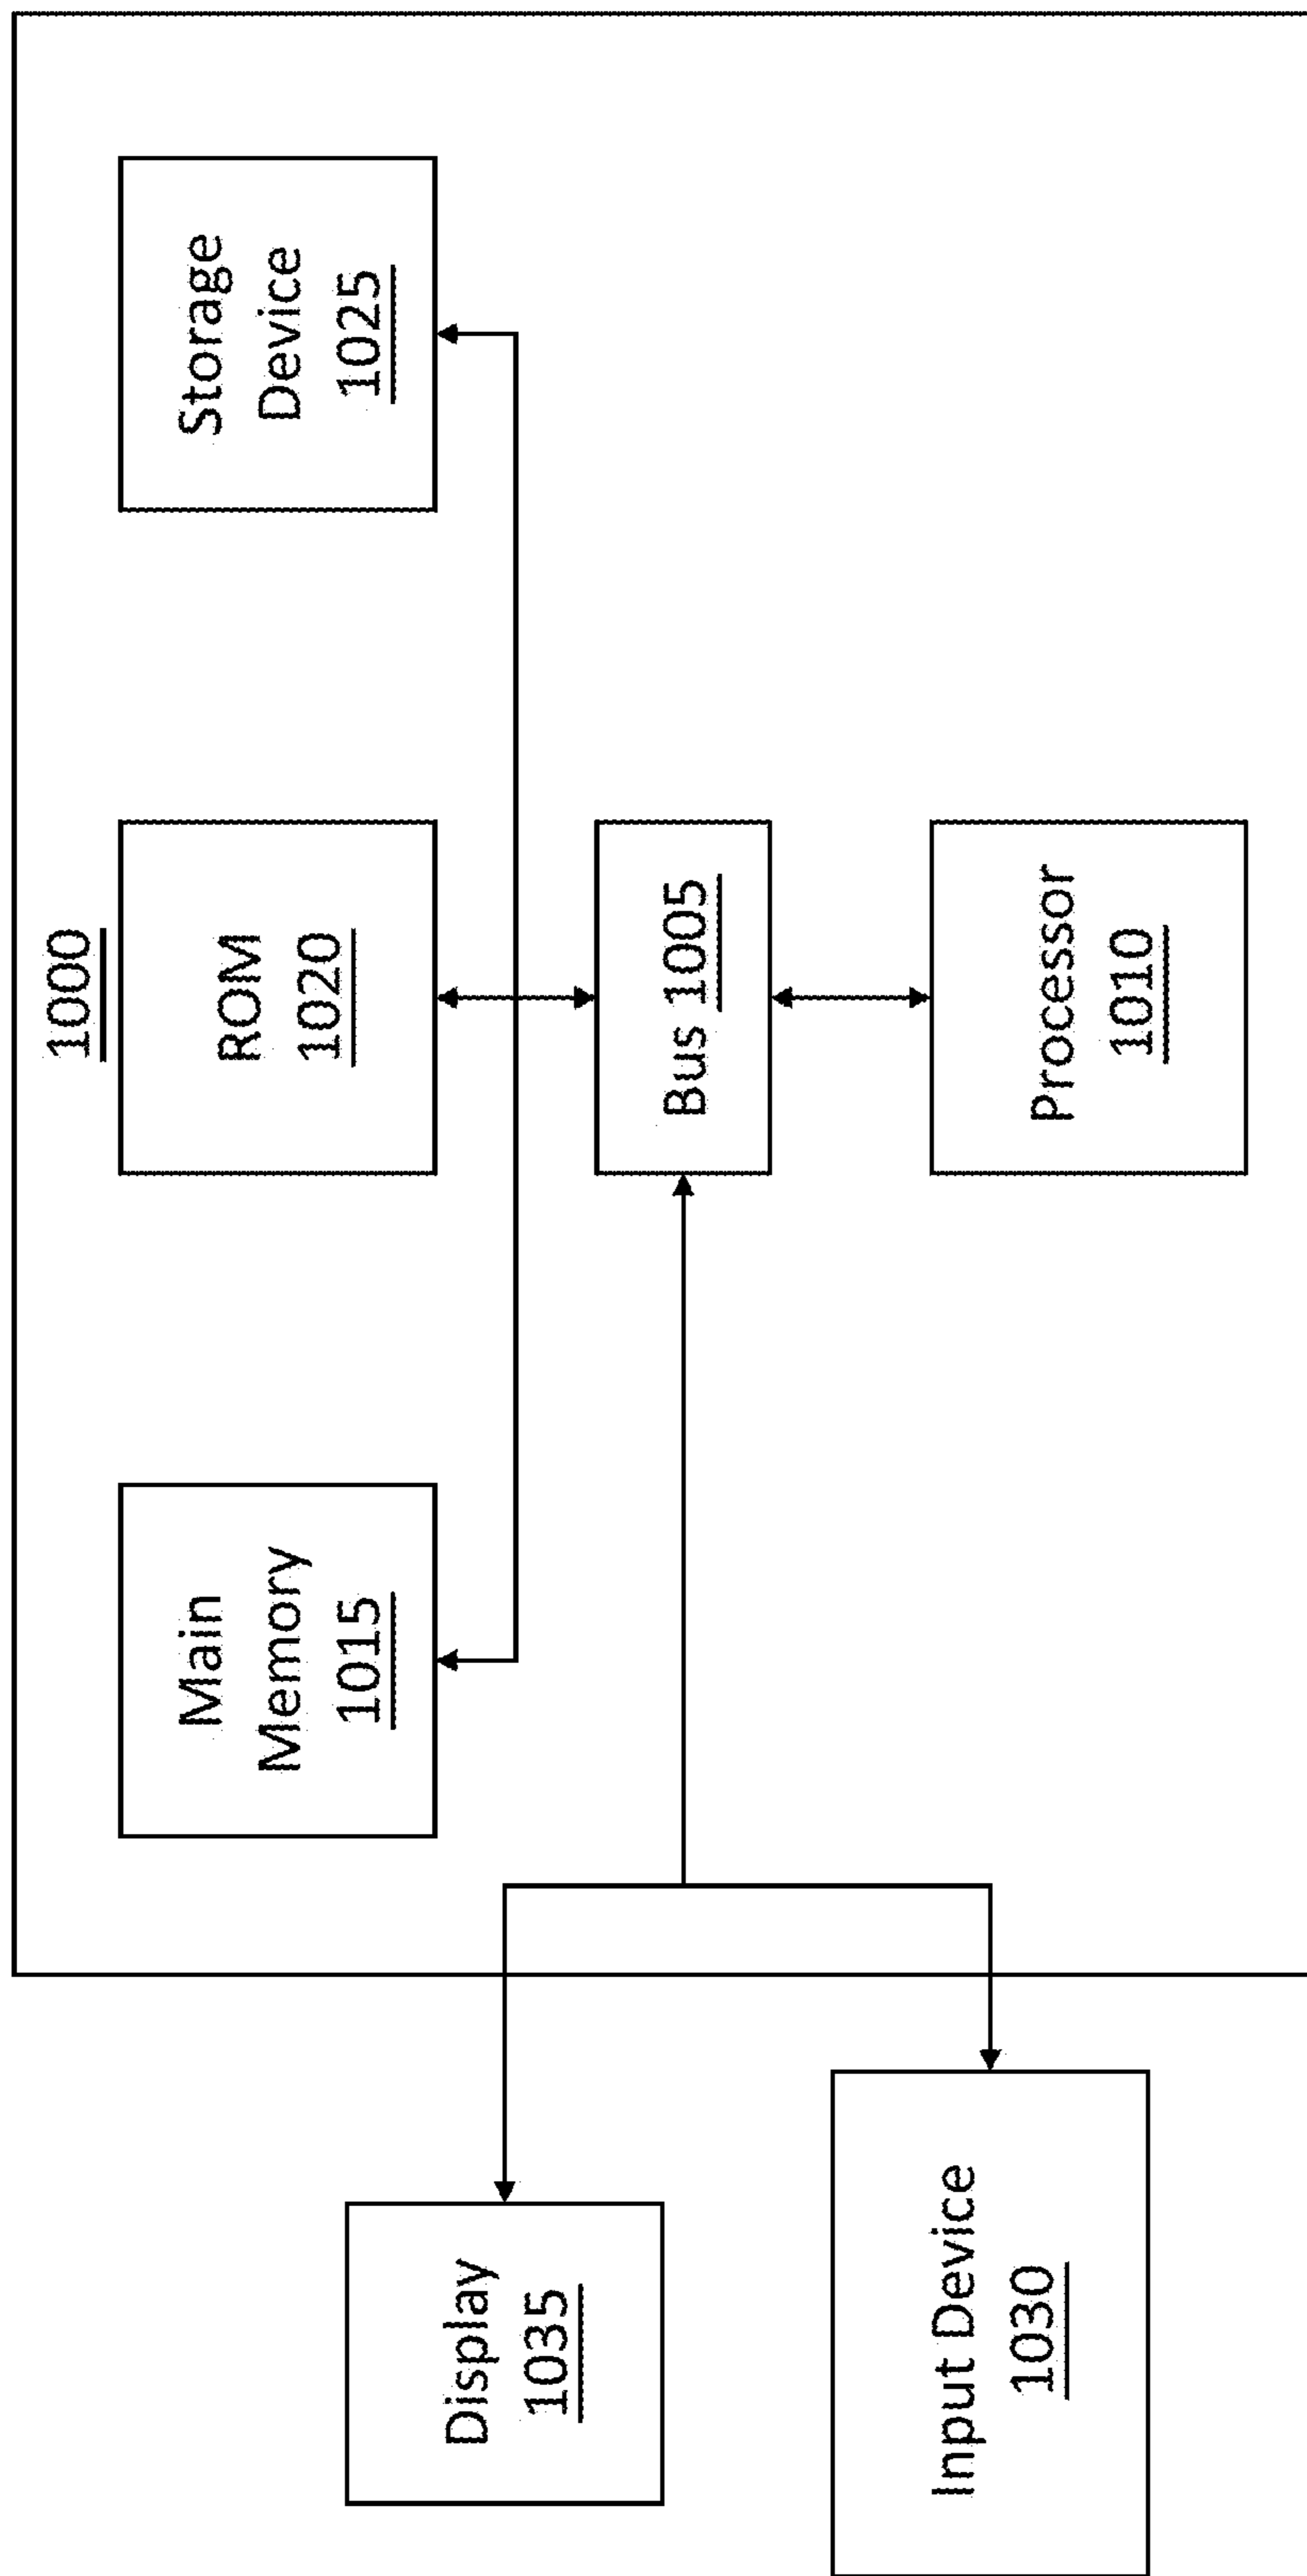 1000
Main
Memory
1015
ROM
1020
Storage
Device
1025
Display
1035
Bus 1005
Input Device
1030
Processor
1010